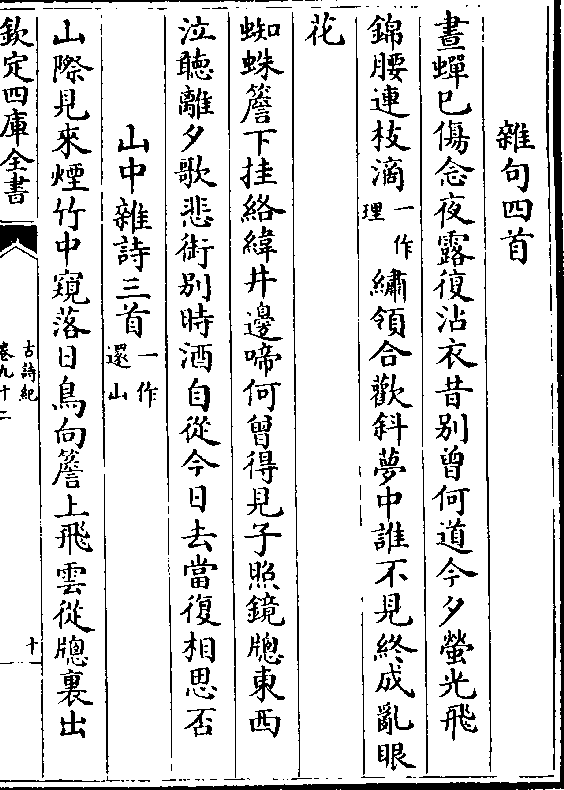 雜句四首
晝蟬已傷念夜露復沾衣昔别曾何道今夕螢光飛
錦腰連枝滴一作理繡領合歡斜夢中誰不見終成亂眼
花
蜘蛛簷下挂絡緯井邊啼何曾得見子照鏡牕東西
泣聽離夕歌悲銜别時酒自從今日去當復相思否
山中雜詩三首一作還山
山際見來煙竹中窺落日鳥向簷上飛雲從牕裏出
欽定四庫全書
古詩紀
卷九十二
十